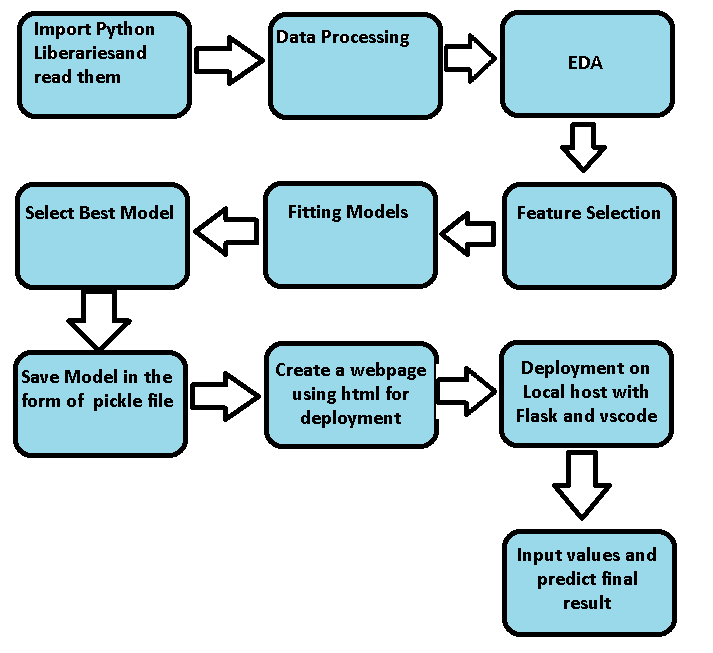 Import Python
Liberariesand
read them
Data Processing
EDA
Feature Selection
Fitting Models
Select Best Model
Save Model in the
form of pickle file
Create a webpage
using html for
deployment
Deployment on
Local host with
Flask and vscode
Input values and
predict final
result